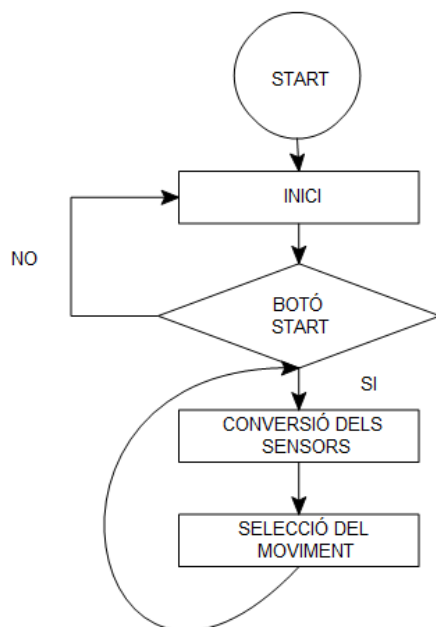 START
INICI
NO
BOTÓ
START
SI
CONVERSIÓ DELS
SENSORS
SELECCIÓ DEL
MOVIMENT